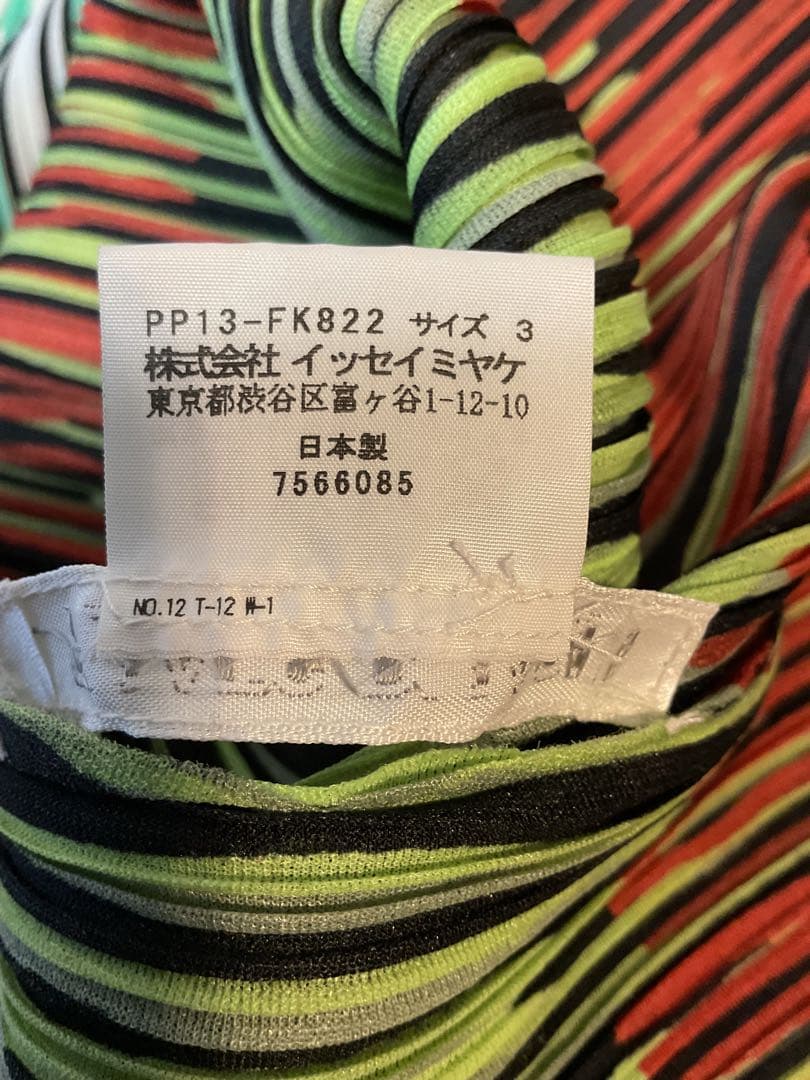 PP13-FK822 サイズ 3
株式会社 イッセイミヤケ
東京都渋谷区富ヶ谷1-12-10
日本製
7566085
NO.12 T-12 W-1